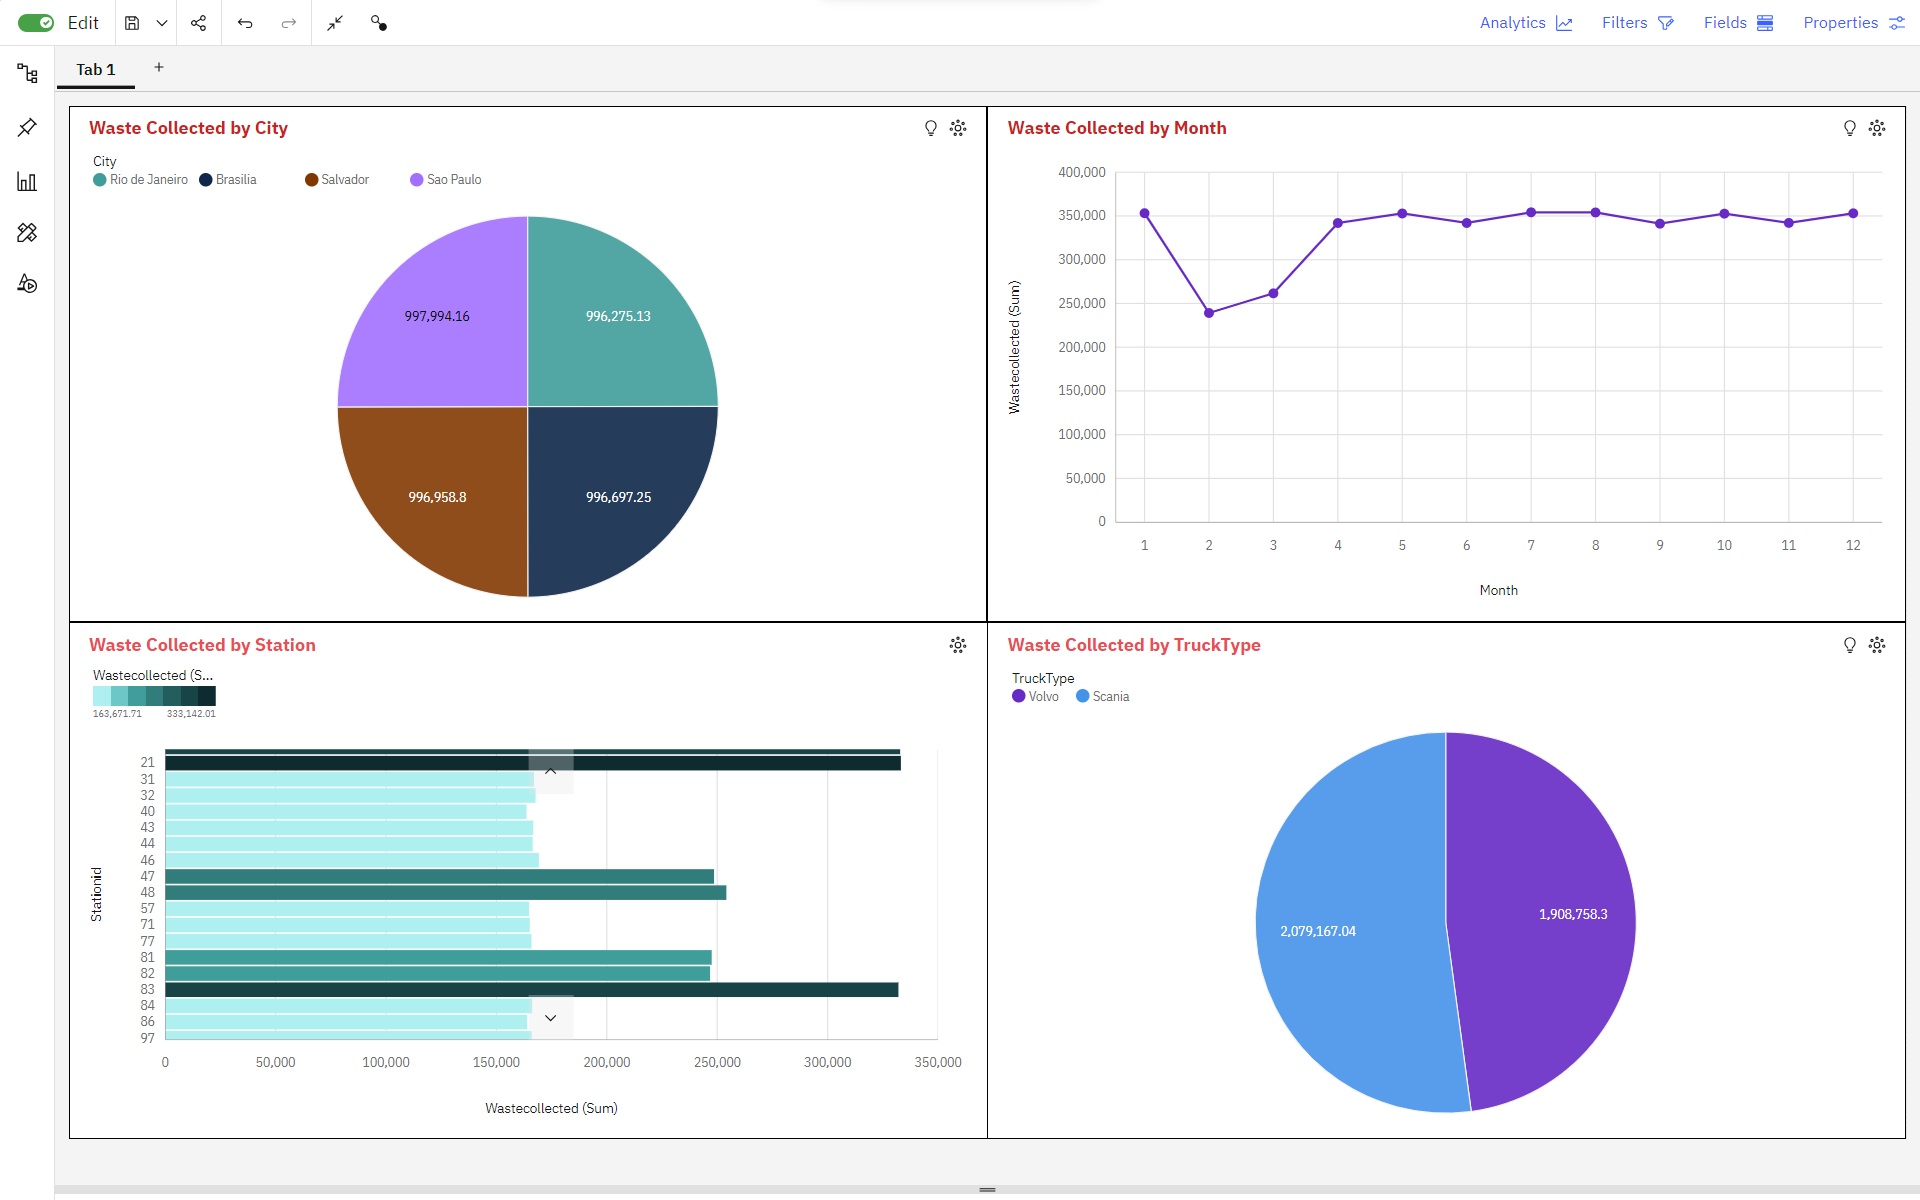 Edit
Analytics
Filters
Fields
Properties
Tab 1
+
Waste Collected by City
City
Rio de Janeiro
Brasilia
Salvador
Sao Paulo
997,994.16
996,275.13
996,958.8
996,697.25
Waste Collected by Month
Wastecollected (Sum)
400,000
350,000
300,000
250,000
200,000
150,000
100,000
50,000
0
1 2 3 4 5 6 7 8 9 10 11 12
Month
Waste Collected by Station
Wastecollected (S...
163,671.71 333,142.01
Stationid
21
31
32
40
43
44
46
47
48
57
71
77
81
82
83
84
86
97
0 50,000 100,000 150,000 200,000 250,000 300,000 350,000
Wastecollected (Sum)
Waste Collected by TruckType
TruckType
Volvo
Scania
1,908,758.3
2,079,167.04